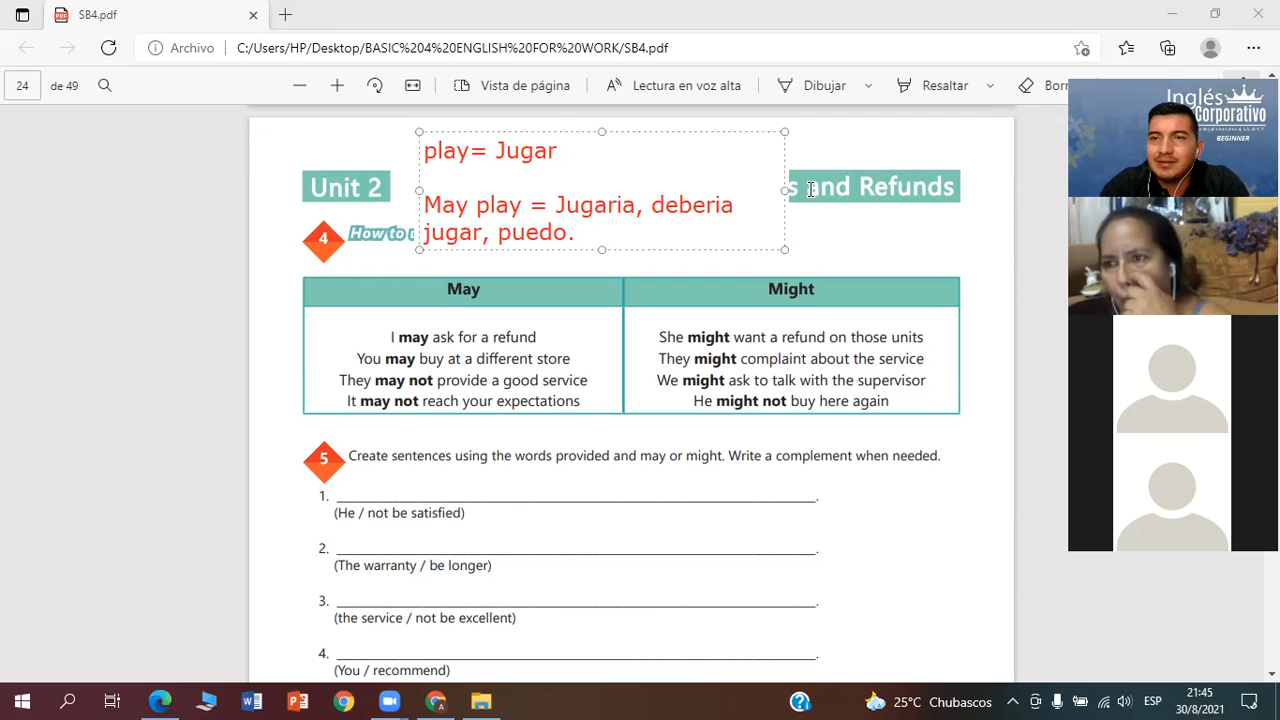 SB4.pdf
Archivo
C:/Users/HP/Desktop/BASIC%204%20ENGLISH%20FOR%20WORK/SB4.pdf
24
de 49
Vista de página
Lectura en voz alta
Dibujar
Resaltar
Inglés
Corporativo
BEGINNER
play= Jugar
May play = Jugaria, deberia
jugar, puedo.
Unit 2
s and Refunds
4
How to
May
Might
I may ask for a refund
You may buy at a different store
They may not provide a good service
It may not reach your expectations
She might want a refund on those units
They might complaint about the service
We might ask to talk with the supervisor
He might not buy here again
5
Create sentences using the words provided and may or might. Write a complement when needed.
1. ______________________________.
(He / not be satisfied)
2. ______________________________.
(The warranty / be longer)
3. ______________________________.
(the service / not be excellent)
4. ______________________________.
(You / recommend)
25°C Chubascos
ESP
21:45
30/8/2021